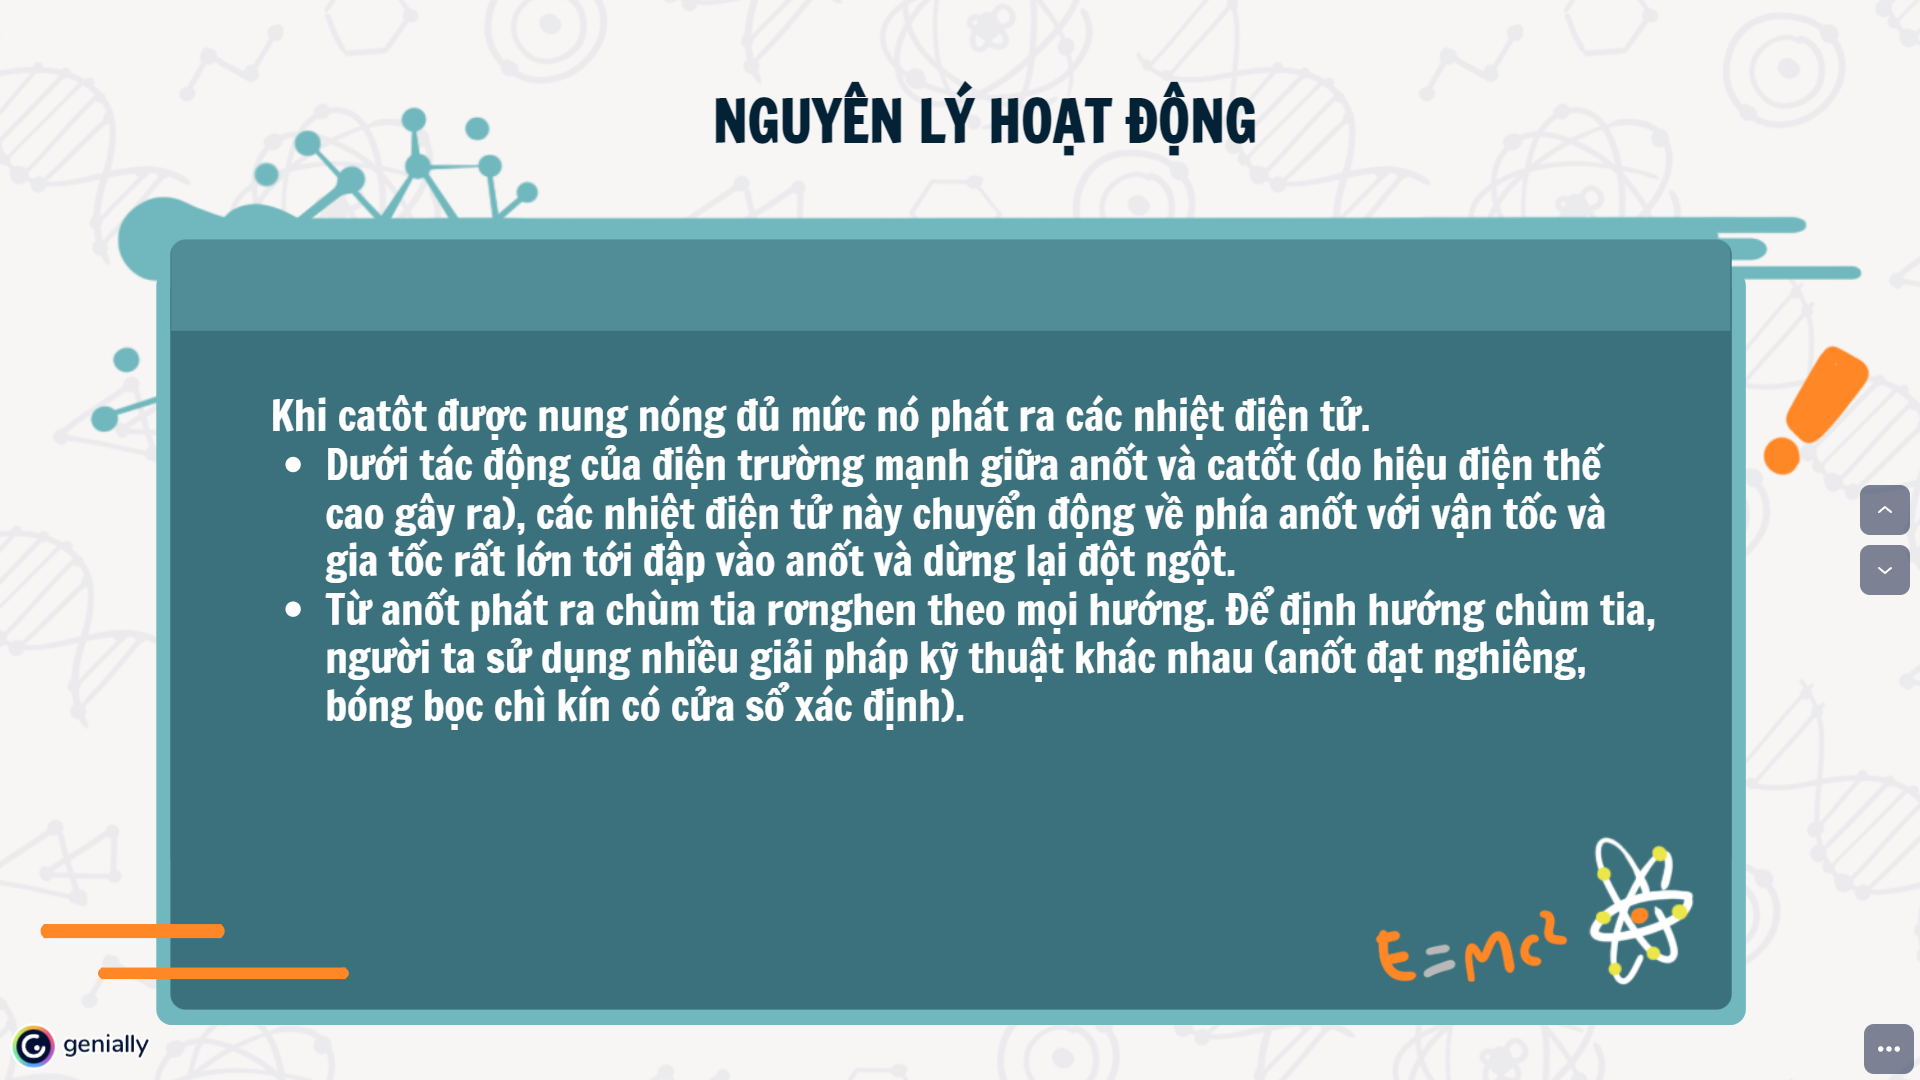 NGUYÊN LÝ HOẠT ĐỘNG
Khi catôt được nung nóng đủ mức nó phát ra các nhiệt điện tử.
• Dưới tác động của điện trường mạnh giữa anốt và catốt (do hiệu điện thế
cao gây ra), các nhiệt điện tử này chuyển động về phía anốt với vận tốc và
gia tốc rất lớn tới đập vào anốt và dừng lại đột ngột.
• Từ anốt phát ra chùm tia rơnghen theo mọi hướng. Để định hướng chùm tia,
người ta sử dụng nhiều giải pháp kỹ thuật khác nhau (anốt đạt nghiêng,
bóng bọc chì kín có cửa sổ xác định).
E=Mc²
genially